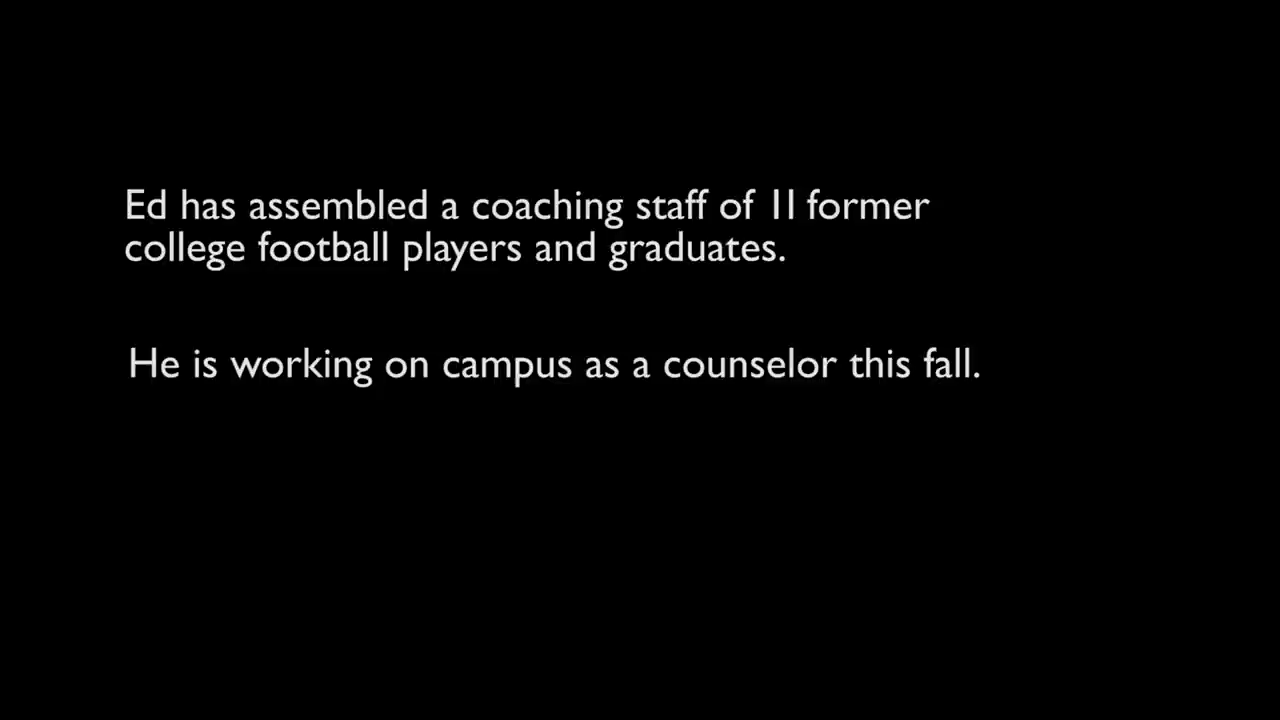 Ed has assembled a coaching staff of 11 former
college football players and graduates.
He is working on campus as a counselor this fall.